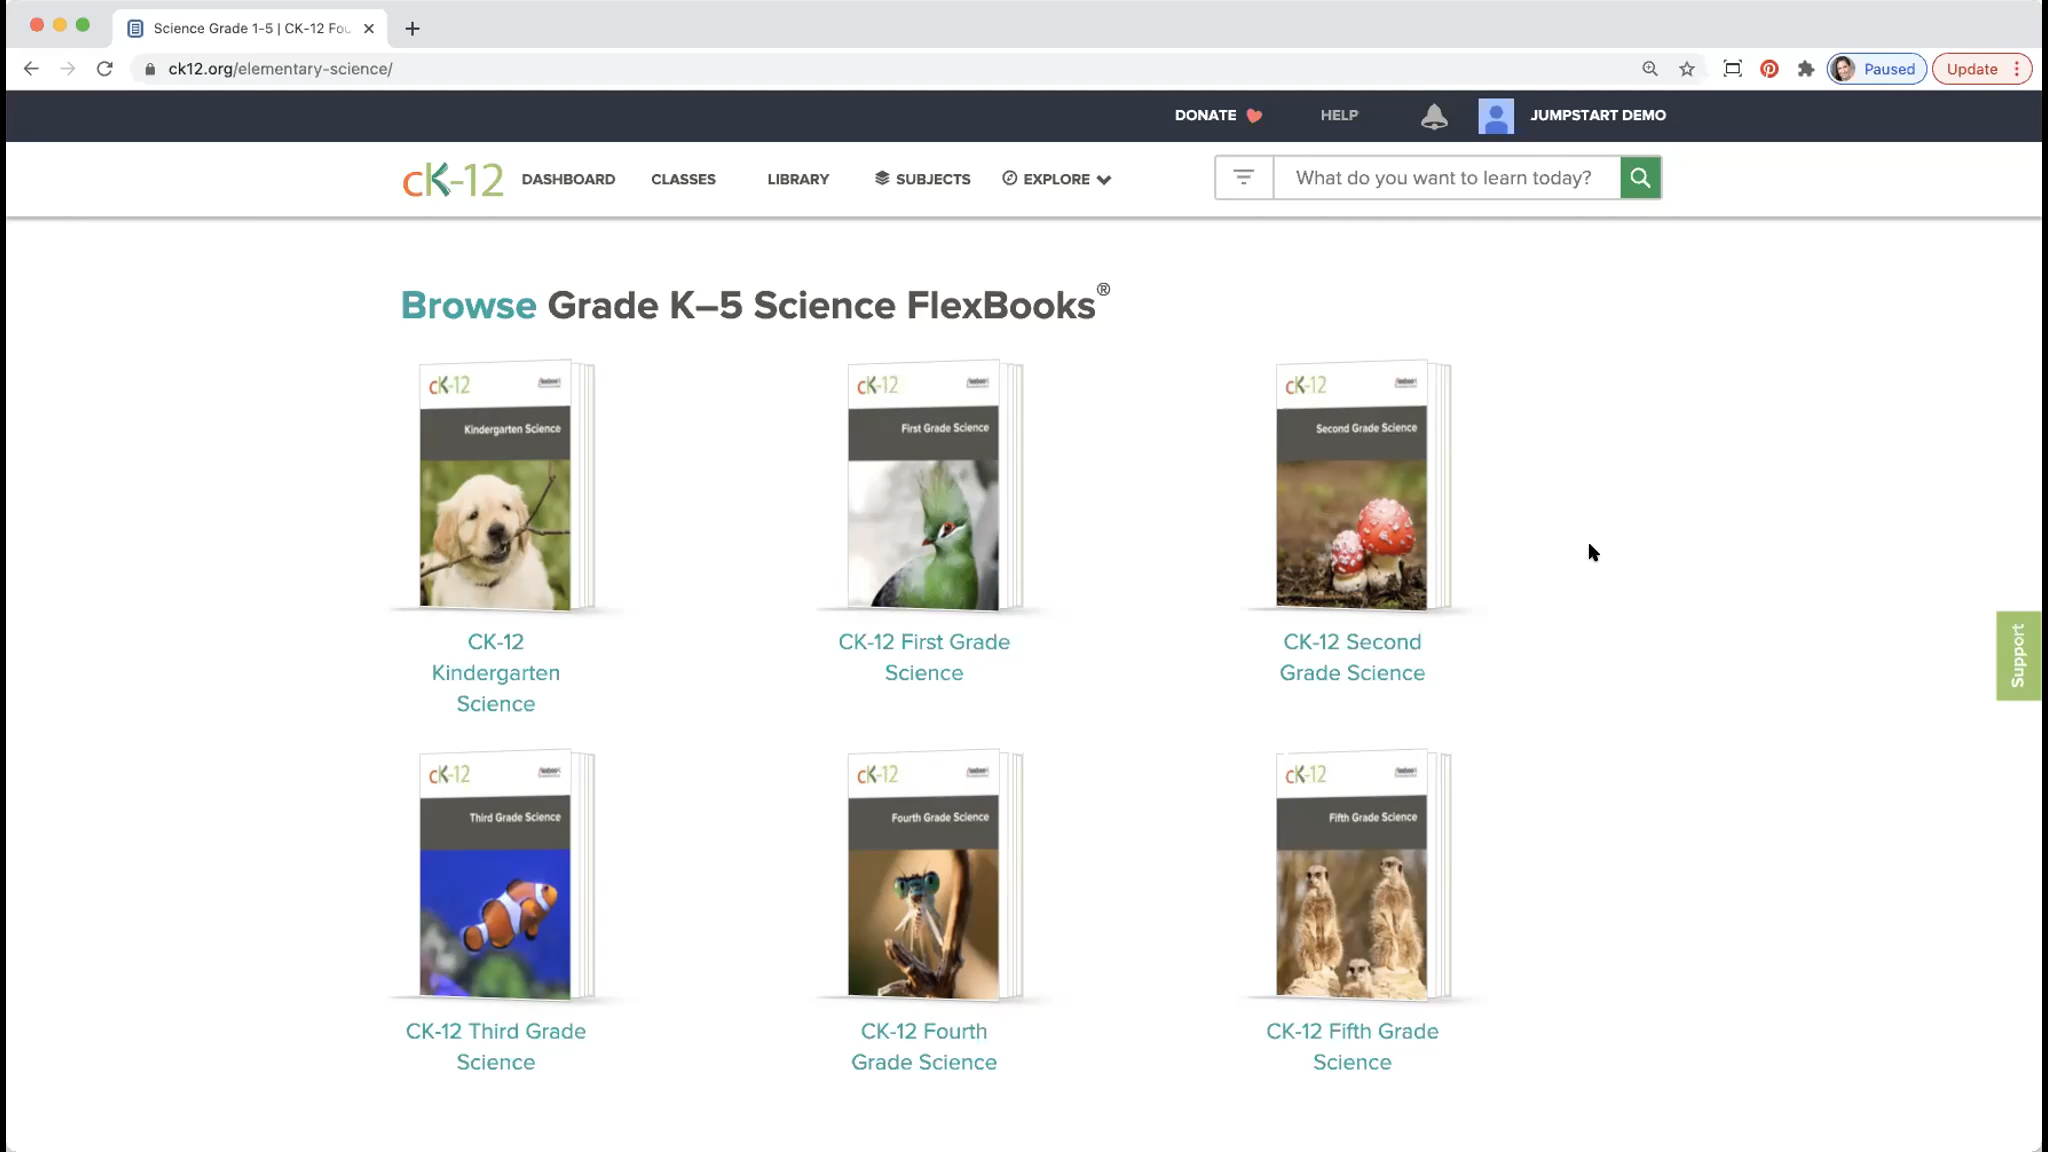 Science Grade 1-5 | CK-12 Fou
ck12.org/elementary-science/
Paused
Update
DONATE
HELP
JUMPSTART DEMO
cK-12
DASHBOARD
CLASSES
LIBRARY
SUBJECTS
EXPLORE
What do you want to learn today?
Browse Grade K–5 Science FlexBooks®
cK-12
Kindergarten Science
cK-12
First Grade Science
cK-12
Second Grade Science
CK-12
Kindergarten
Science
CK-12 First Grade
Science
CK-12 Second
Grade Science
Support
cK-12
Third Grade Science
cK-12
Fourth Grade Science
cK-12
Fifth Grade Science
CK-12 Third Grade
Science
CK-12 Fourth
Grade Science
CK-12 Fifth Grade
Science